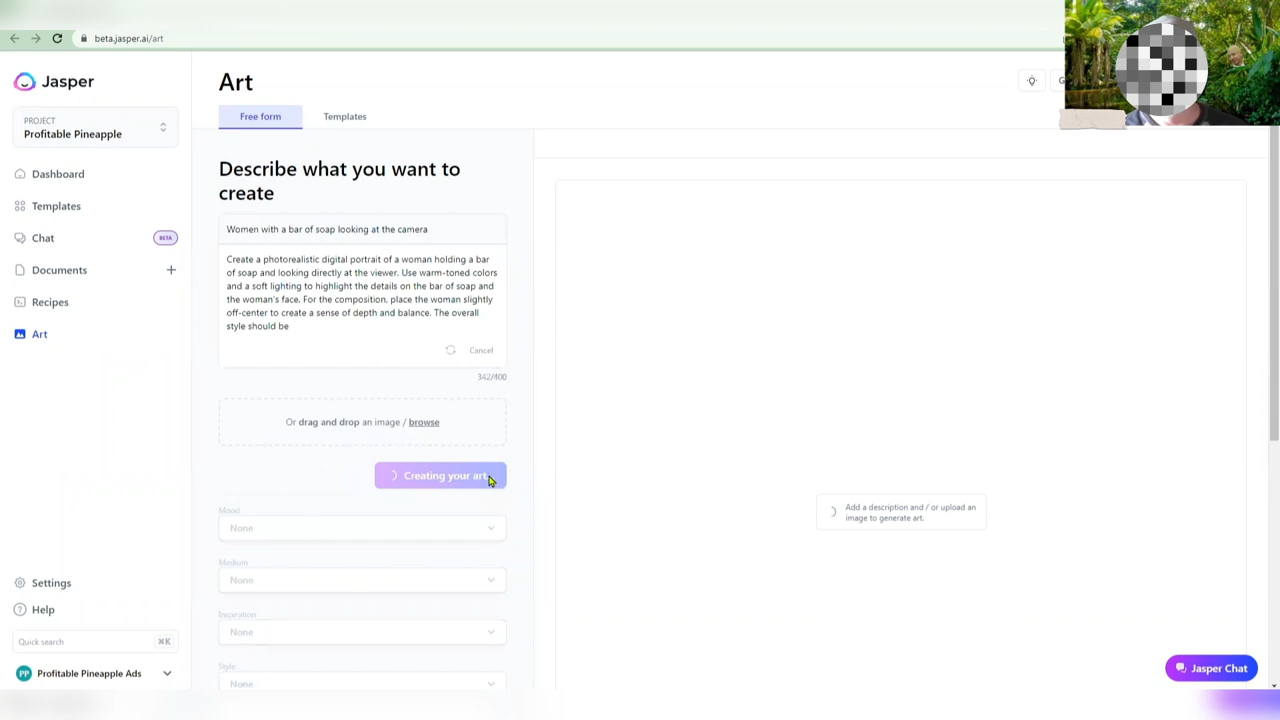 beta.jasper.ai/art
Jasper
PROJECT
Profitable Pineapple
Dashboard
Templates
Chat
BETA
Documents
Recipes
Art
Settings
Help
Quick search
⌘K
PP
Profitable Pineapple Ads
Art
Free form
Templates
Describe what you want to
create
Women with a bar of soap looking at the camera
Create a photorealistic digital portrait of a woman holding a bar
of soap and looking directly at the viewer. Use warm-toned colors
and a soft lighting to highlight the details on the bar of soap and
the woman's face. For the composition, place the woman slightly
off-center to create a sense of depth and balance. The overall
style should be
Cancel
342/400
Or drag and drop an image / browse
Creating your art
Mood
None
Medium
None
Inspiration
None
Style
None
Add a description and / or upload an
image to generate art.
Jasper Chat